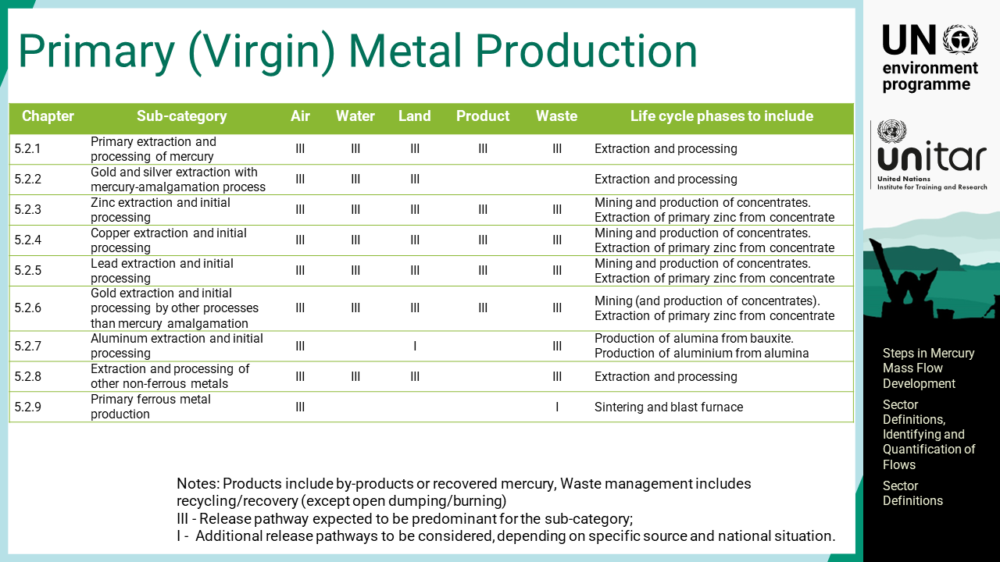 Primary (Virgin) Metal Production
Chapter Sub-category Air Water Land Product Waste Life cycle phases to include
5.2.1 Primary extraction and processing of mercury III III III III III Extraction and processing
5.2.2 Gold and silver extraction with mercury-amalgamation process III III III Extraction and processing
5.2.3 Zinc extraction and initial processing III III III III III Mining and production of concentrates. Extraction of primary zinc from concentrate
5.2.4 Copper extraction and initial processing III III III III III Mining and production of concentrates. Extraction of primary zinc from concentrate
5.2.5 Lead extraction and initial processing III III III III III Mining and production of concentrates. Extraction of primary zinc from concentrate
5.2.6 Gold extraction and initial processing by other processes than mercury amalgamation III III III III III Mining (and production of concentrates). Extraction of primary zinc from concentrate
5.2.7 Aluminum extraction and initial processing III I III Production of alumina from bauxite. Production of aluminium from alumina
5.2.8 Extraction and processing of other non-ferrous metals III III III III Extraction and processing
5.2.9 Primary ferrous metal production III I Sintering and blast furnace
Notes: Products include by-products or recovered mercury, Waste management includes
recycling/recovery (except open dumping/burning)
III - Release pathway expected to be predominant for the sub-category;
I - Additional release pathways to be considered, depending on specific source and national situation.
UN
environment
programme
unitar
United Nations
Institute for Training and Research
Steps in Mercury
Mass Flow
Development
Sector
Definitions,
Identifying and
Quantification of
Flows
Sector
Definitions